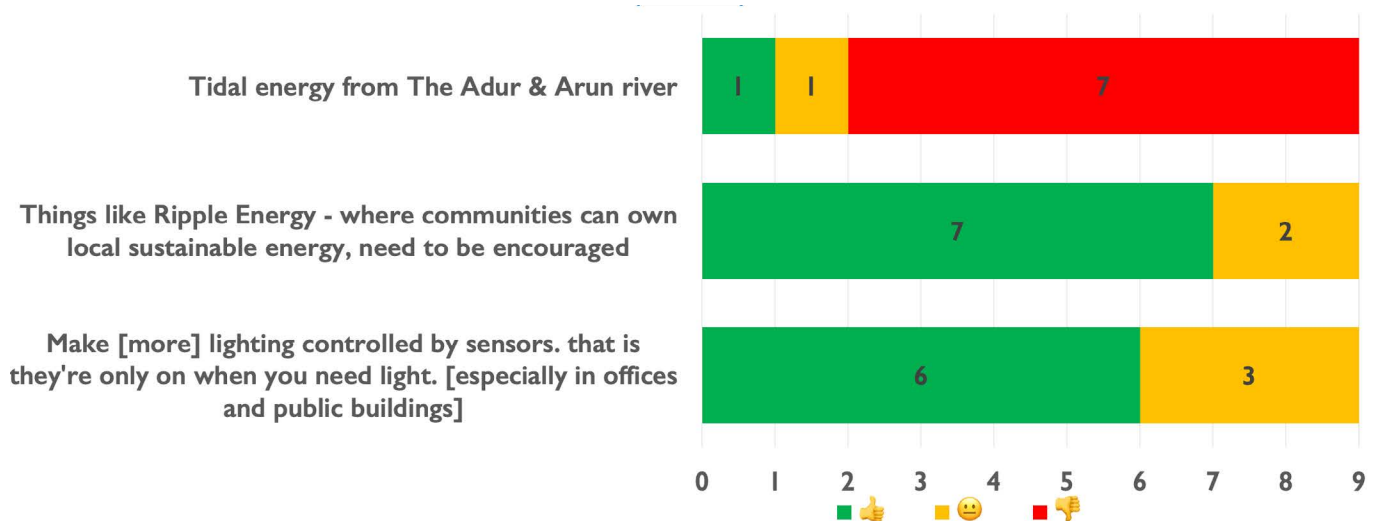 Tidal energy from The Adur & Arun river
1 1 7
Things like Ripple Energy - where communities can own
local sustainable energy, need to be encouraged
7 2
Make [more] lighting controlled by sensors. that is
they're only on when you need light. [especially in offices
and public buildings]
6 3
0 1 2 3 4 5 6 7 8 9
👍 😐 👎